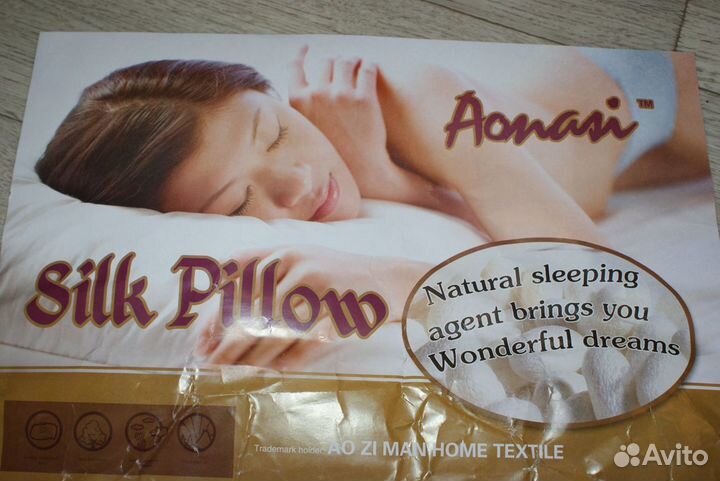 Aonasi™
Silk Pillow
Natural sleeping
agent brings you
Wonderful dreams
Trademark holder: AO ZI MAN HOME TEXTILE
Avito